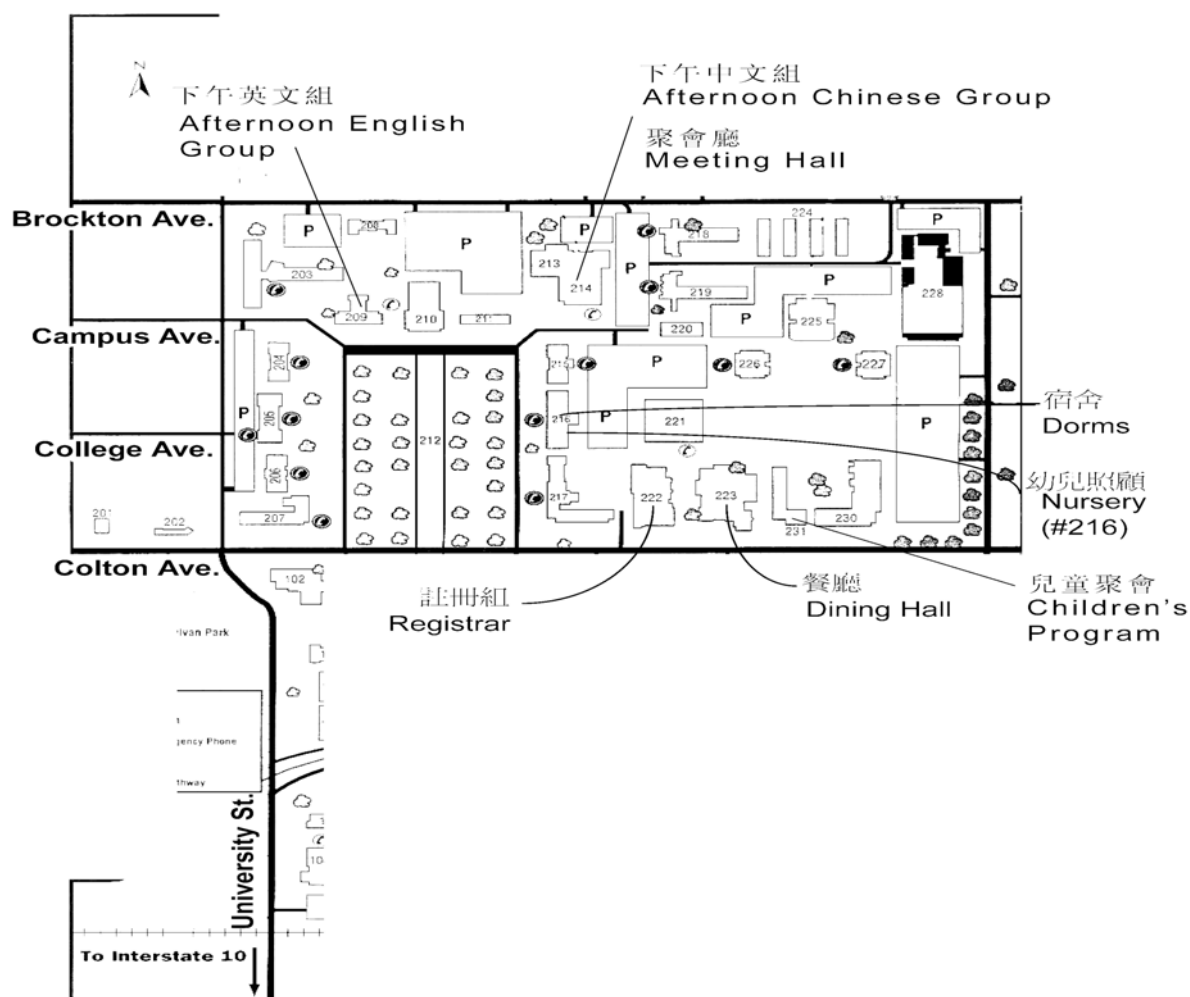 N
下午英文組
Afternoon English
Group
下午中文組
Afternoon Chinese Group
聚會廳
Meeting Hall
Brockton Ave.
P
208
P
P
213
214
P
218
224
P
203
209
210
211
219
220
P
225
228
Campus Ave.
204
P
205
206
207
212
215
216
217
P
P
221
226
227
P
222
223
231
230
宿舍
Dorms
College Ave.
幼兒照顧
Nursery
(#216)
201
202
Colton Ave.
102
註冊組
Registrar
餐廳
Dining Hall
兒童聚會
Children's
Program
Park
Phone
University St.
To Interstate 10